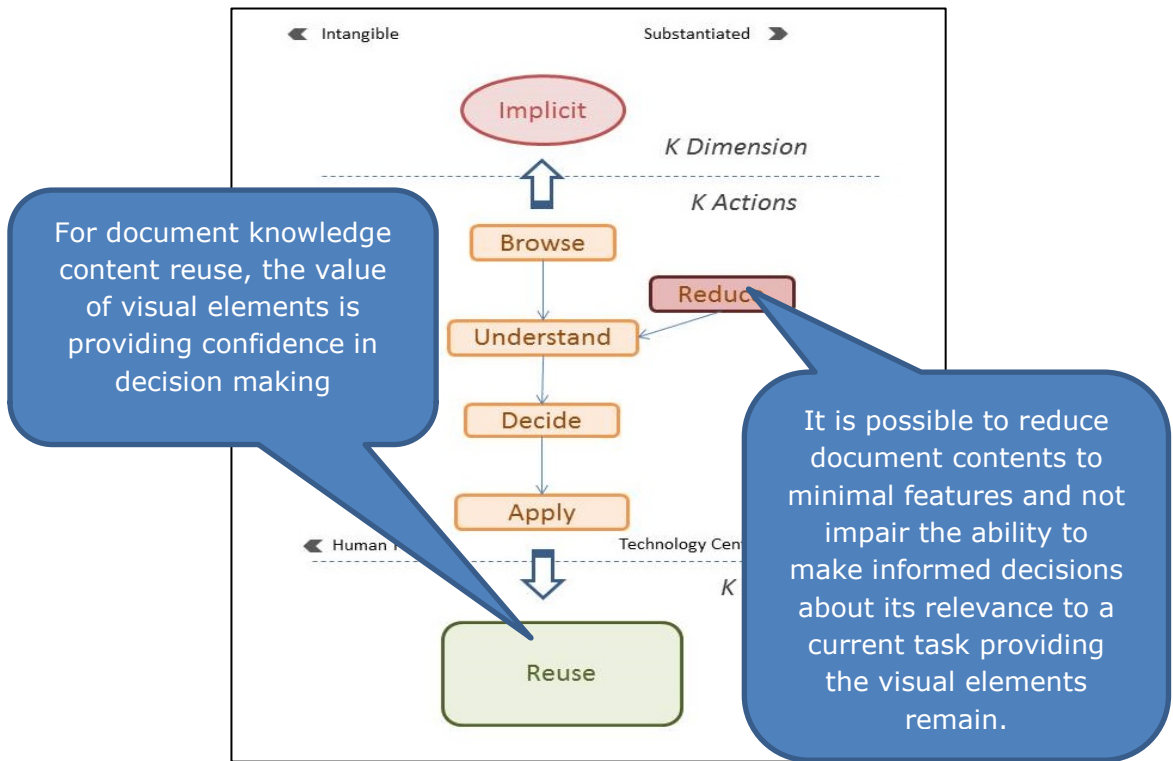 Intangible
Substantiated
Implicit
K Dimension
K Actions
For document knowledge
content reuse, the value
of visual elements is
providing confidence in
decision making
Browse
Reduce
Understand
Decide
Apply
Human
Technology
K
Reuse
It is possible to reduce
document contents to
minimal features and not
impair the ability to
make informed decisions
about its relevance to a
current task providing
the visual elements
remain.